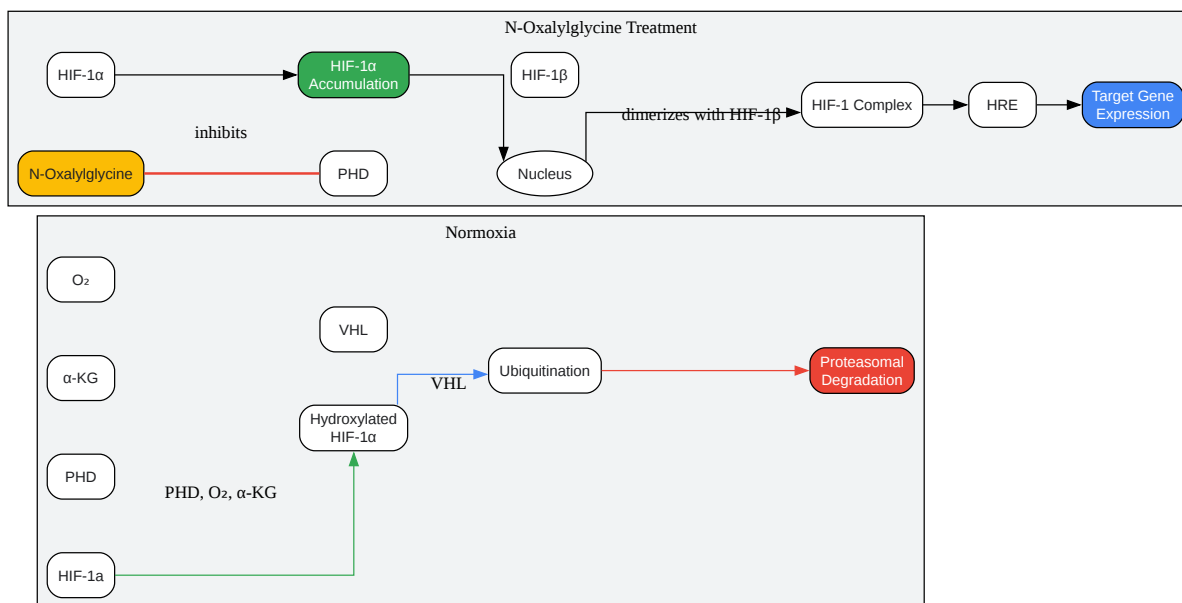 N-Oxalylglycine Treatment
HIF-1α
HIF-1α
Accumulation
HIF-1β
inhibits
dimerizes with HIF-1β
HIF-1 Complex
HRE
Target Gene
Expression
N-Oxalylglycine
PHD
Nucleus
Normoxia
O₂
VHL
α-KG
VHL
Ubiquitination
Proteasomal
Degradation
Hydroxylated
HIF-1α
PHD
PHD, O₂, α-KG
HIF-1a